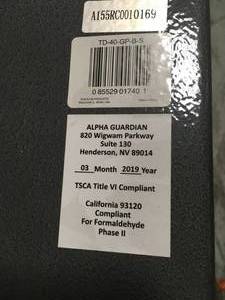 AI55RC0010169
TD-40-GP-B-S
0 85529 01740 1
ALPHA GUARDIAN
820 Wigwam Parkway
Suite 130
Henderson, NV 89014
03 Month 2019 Year
TSCA Title VI Compliant
California 93120
Compliant
For Formaldehyde
Phase II